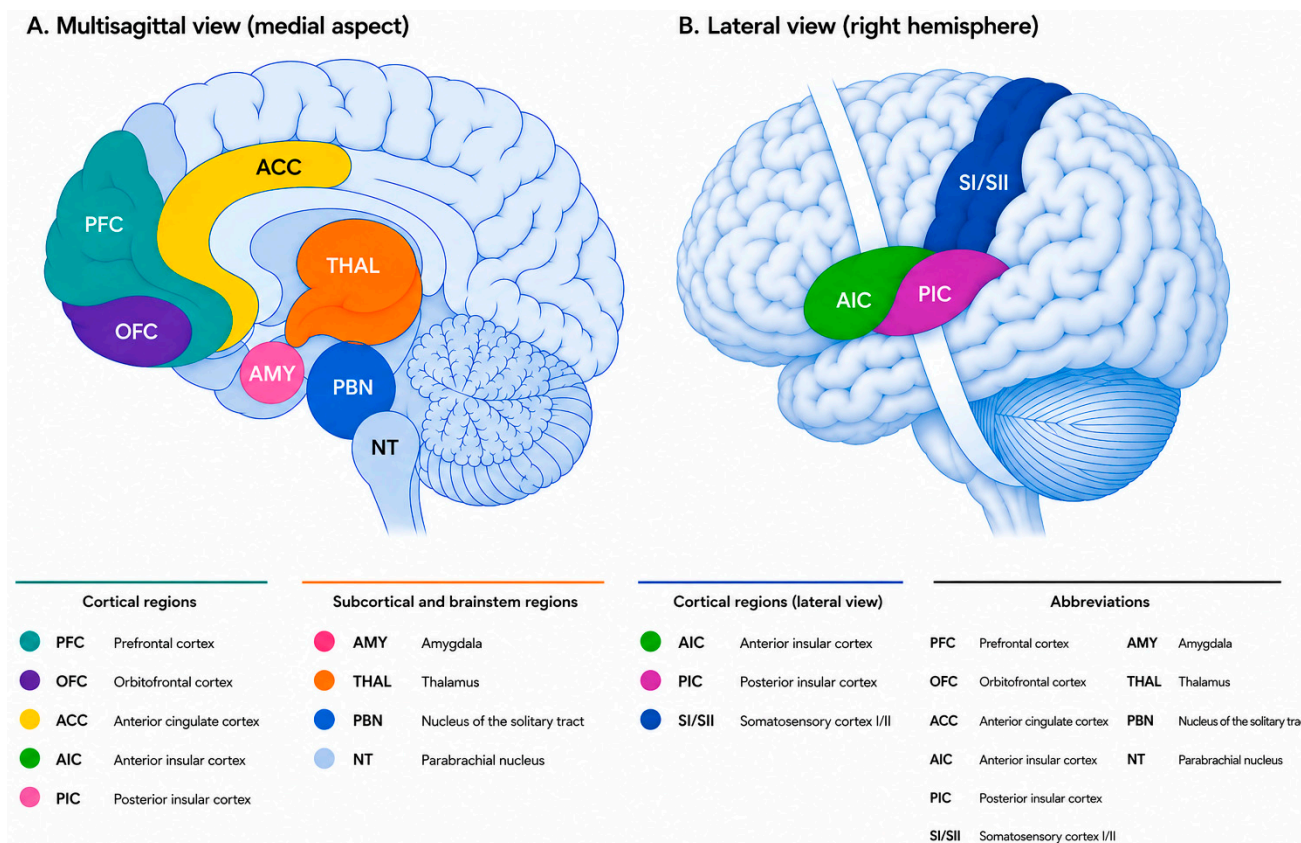 A. Multisagittal view (medial aspect)
B. Lateral view (right hemisphere)
ACC
PFC
THAL
OFC
AMY
PBN
NT
SI/SII
AIC
PIC
Cortical regions
PFC Prefrontal cortex
OFC Orbitofrontal cortex
ACC Anterior cingulate cortex
AIC Anterior insular cortex
PIC Posterior insular cortex
Subcortical and brainstem regions
AMY Amygdala
THAL Thalamus
PBN Nucleus of the solitary tract
NT Parabrachial nucleus
Cortical regions (lateral view)
AIC Anterior insular cortex
PIC Posterior insular cortex
SI/SII Somatosensory cortex I/II
Abbreviations
PFC Prefrontal cortex
OFC Orbitofrontal cortex
ACC Anterior cingulate cortex
AIC Anterior insular cortex
PIC Posterior insular cortex
SI/SII Somatosensory cortex I/II
AMY Amygdala
THAL Thalamus
PBN Nucleus of the solitary tra
NT Parabrachial nucleus